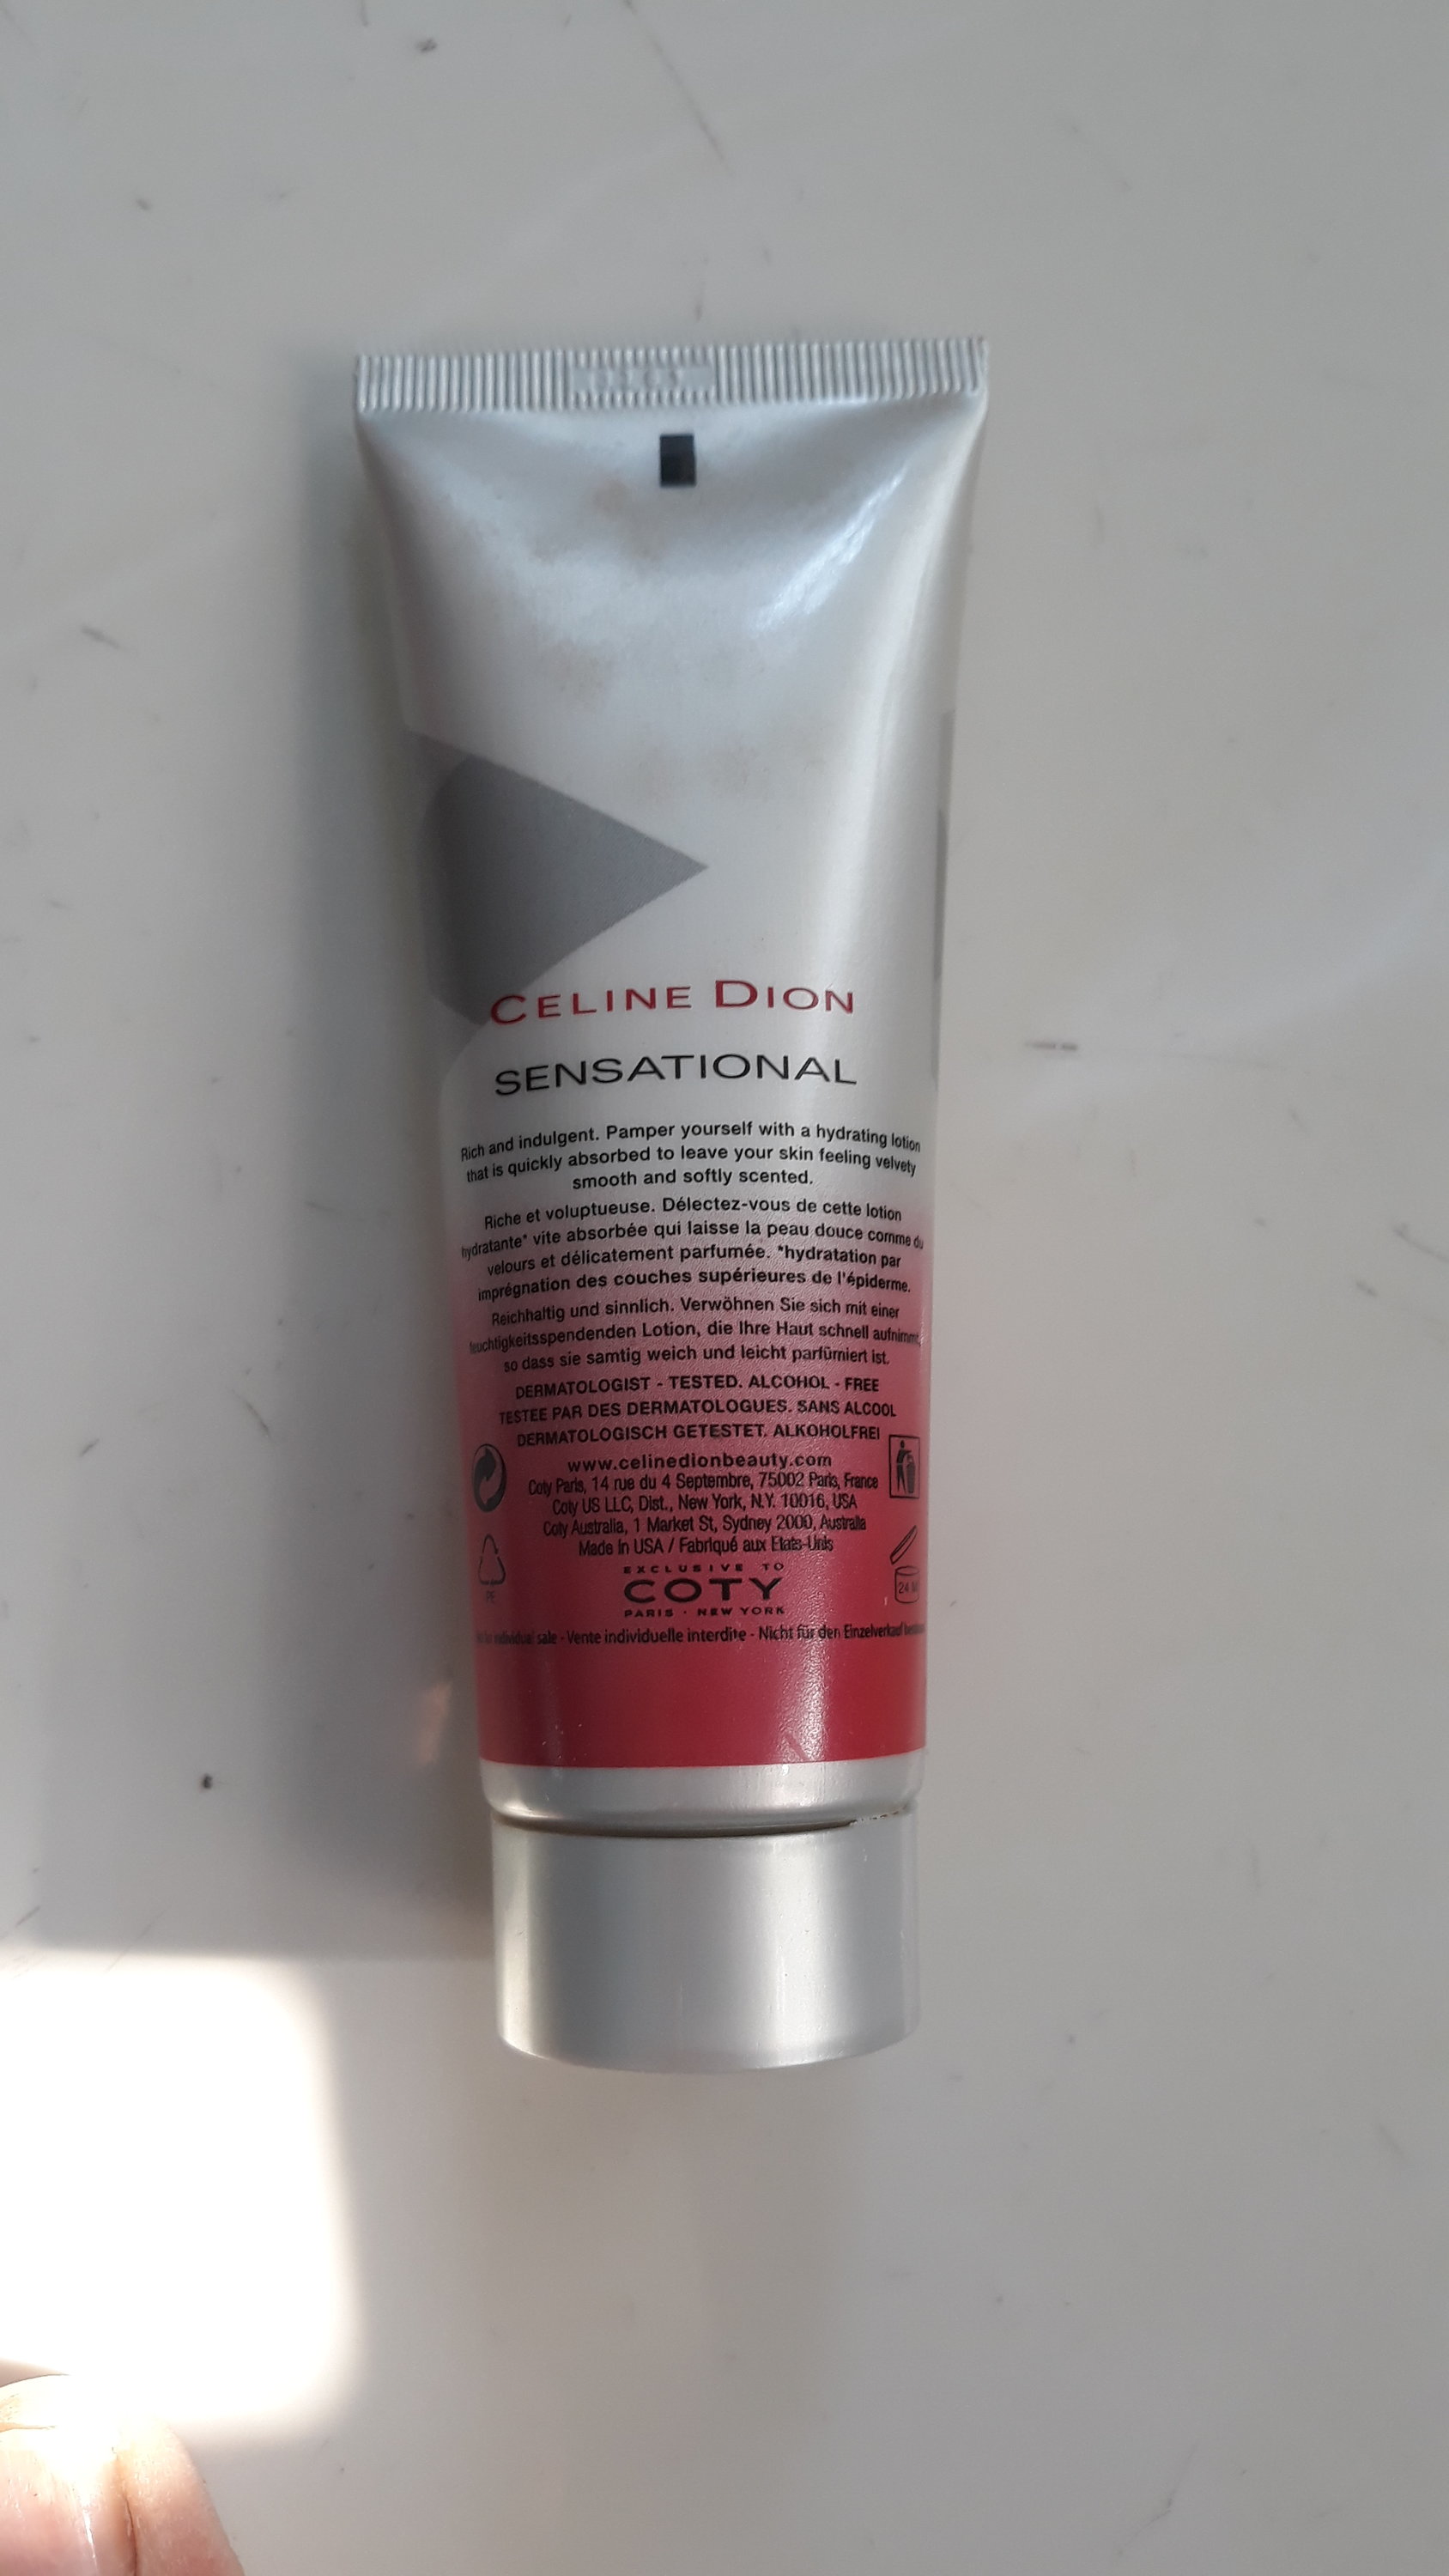 CELINE DION
SENSATIONAL
Rich and indulgent. Pamper yourself with a hydrating lotion
that is quickly absorbed to leave your skin feeling velvety
smooth and softly scented.
Riche et voluptueuse. Délectez-vous de cette lotion
hydratante* vite absorbée qui laisse la peau douce comme du
velours et délicatement parfumée. *hydratation par
imprégnation des couches supérieures de l'épiderme.
Reichhaltig und sinnlich. Verwöhnen Sie sich mit einer
feuchtigkeitsspendenden Lotion, die Ihre Haut schnell aufnimmt,
so dass sie samtig weich und leicht parfümiert ist.
DERMATOLOGIST - TESTED. ALCOHOL - FREE
TESTEE PAR DES DERMATOLOGUES. SANS ALCOOL
DERMATOLOGISCH GETESTET. ALKOHOLFREI
www.celinedionbeauty.com
Coty Paris, 14 rue du 4 Septembre, 75002 Paris, France
Coty US LLC, Dist., New York, N.Y. 10016, USA
Coty Australia, 1 Market St, Sydney 2000, Australia
Made in USA / Fabriqué aux Etats-Unis
PE
24 M
EXCLUSIVE TO
COTY
PARIS · NEW YORK
individual sale - Vente individuelle interdite - Nicht für den Einzelverkauf